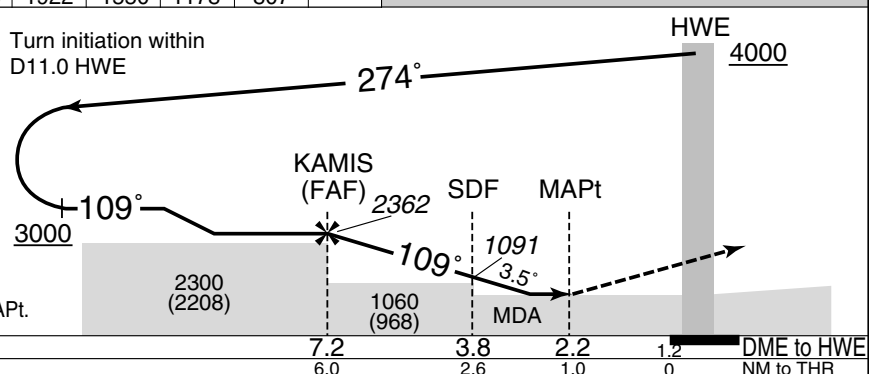 Turn initiation within
D11.0 HWE
HWE
4000
274°
KAMIS
(FAF)
2362
SDF
MAPt
109°
3000
109°
1091
3.5°
2300
(2208)
1060
(968)
MDA
APt.
7.2
3.8
2.2
1.2
DME to HWE
6.0
2.6
1.0
0
NM to THR